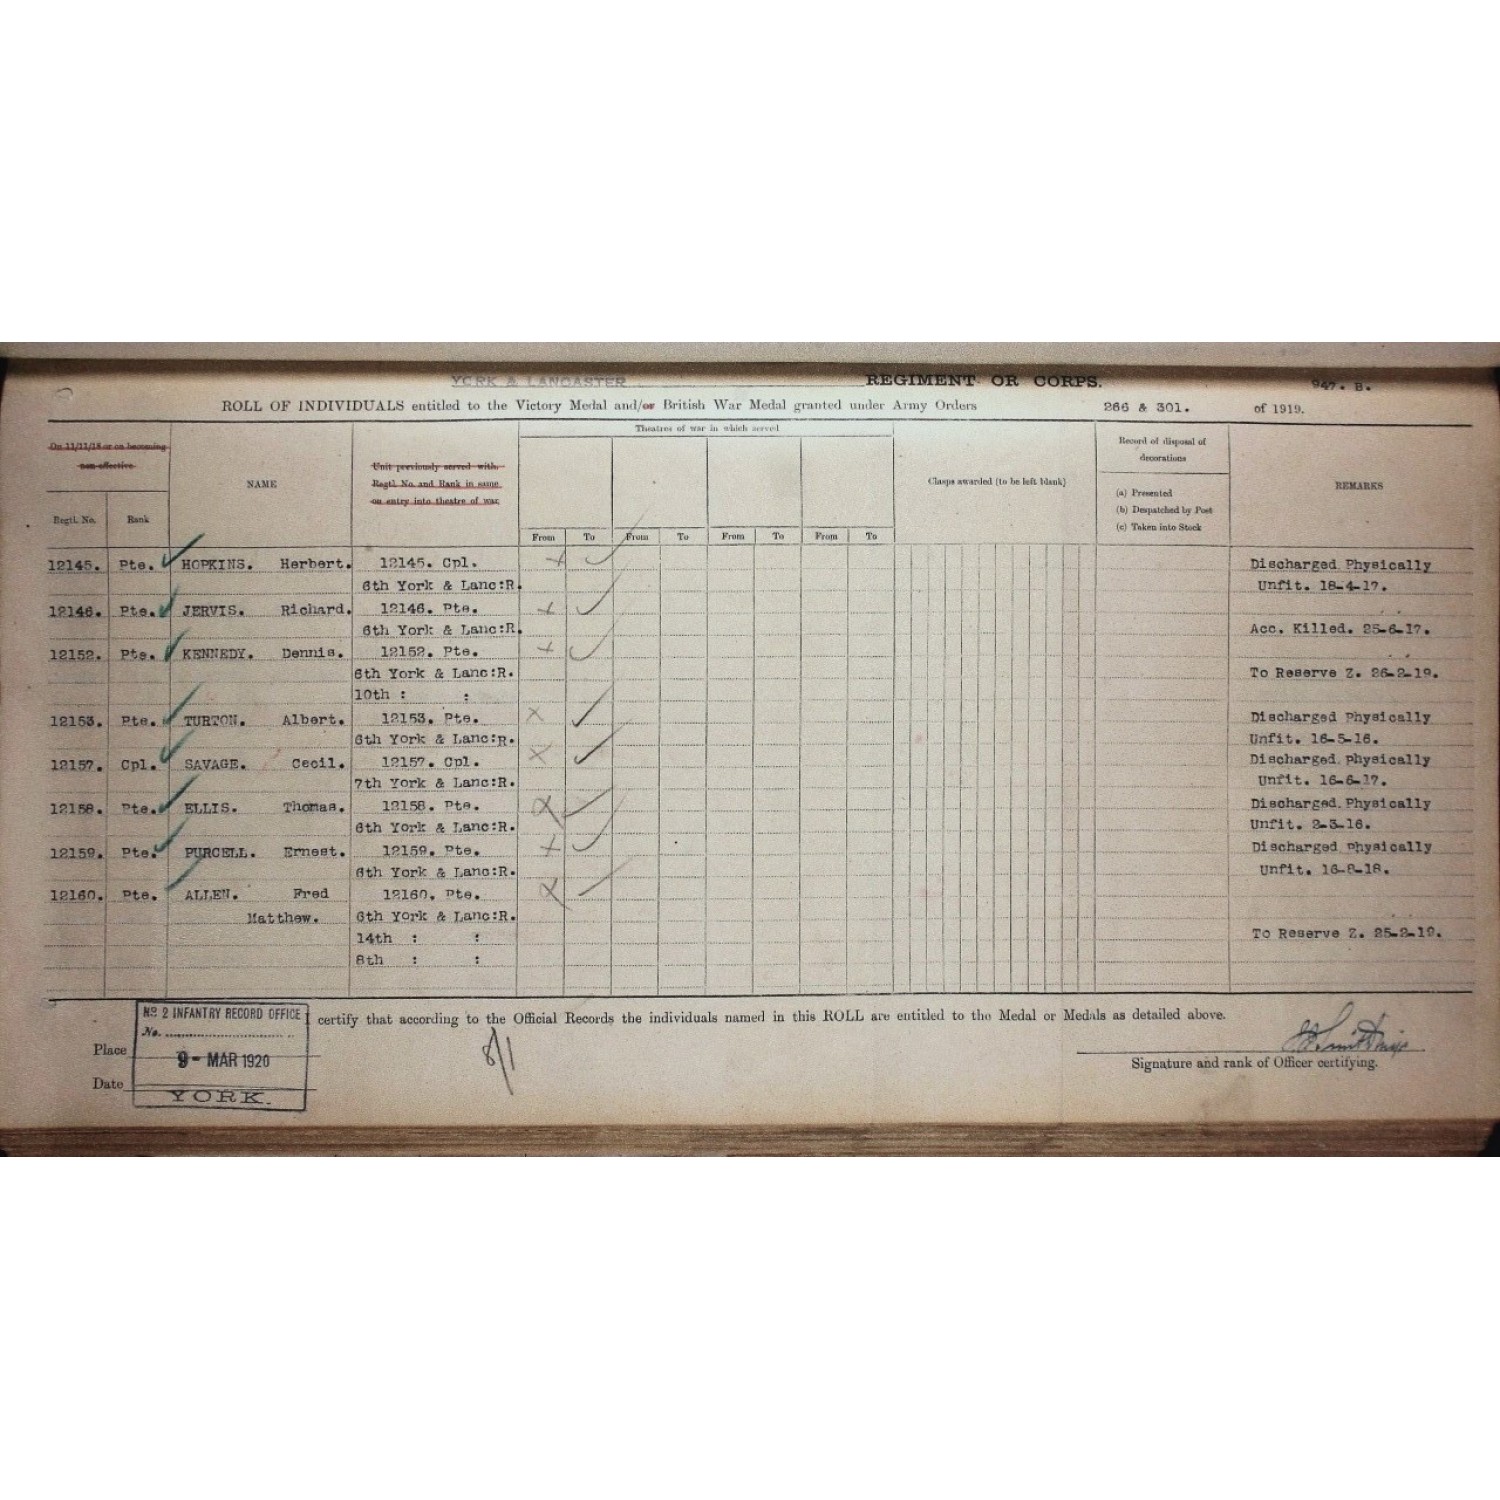 YORK & LANCASTER REGIMENT OR CORPS. 947. B.
ROLL OF INDIVIDUALS entitled to the Victory Medal and/or British War Medal granted under Army Orders 266 & 301. of 1919.
On 11/11/18 or on becoming
non-effective
Regtl. No.
Rank
NAME
Unit previously served with.
Regtl. No. and Rank in same
on entry into theatre of war.
Theatres of war in which served
From To From To From To From To
Clasps awarded (to be left blank)
Record of disposal of
decorations
(a) Presented
(b) Despatched by Post
(c) Taken into Stock
REMARKS
12145. Pte. HOPKINS. Herbert. 12145. Cpl. Discharged Physically
6th York & Lanc:R. Unfit. 18-4-17.
12146. Pte. JERVIS. Richard. 12146. Pte.
6th York & Lanc:R. Acc. Killed. 25-6-17.
12152. Pte. KENNEDY. Dennis. 12152. Pte.
6th York & Lanc:R. To Reserve Z. 26-2-19.
10th : :
12153. Pte. TURTON. Albert. 12153. Pte. Discharged Physically
6th York & Lanc:R. Unfit. 16-5-16.
12157. Cpl. SAVAGE. Cecil. 12157. Cpl. Discharged Physically
7th York & Lanc:R. Unfit. 16-6-17.
12158. Pte. ELLIS. Thomas. 12158. Pte. Discharged Physically
6th York & Lanc:R. Unfit. 2-3-16.
12159. Pte. PURCELL. Ernest. 12159. Pte. Discharged Physically
6th York & Lanc:R. Unfit. 16-8-18.
12160. Pte. ALLEN. Fred 12160. Pte.
Matthew. 6th York & Lanc:R.
14th : : To Reserve Z. 25-2-19.
8th : :
certify that according to the Official Records the individuals named in this ROLL are entitled to the Medal or Medals as detailed above.
No 2 INFANTRY RECORD OFFICE
No.
9- MAR 1920
YORK.
Place
Date
8/1
Signature and rank of Officer certifying.